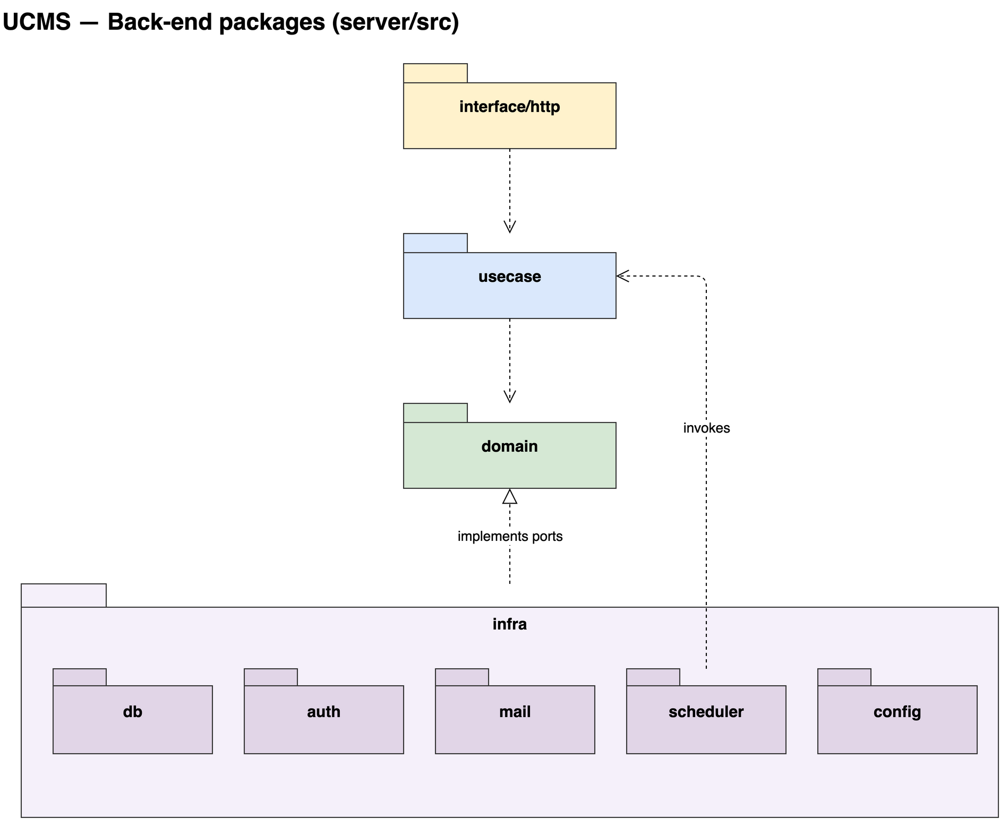 UCMS — Back-end packages (server/src)
interface/http
usecase
domain
invokes
implements ports
infra
db
auth
mail
scheduler
config